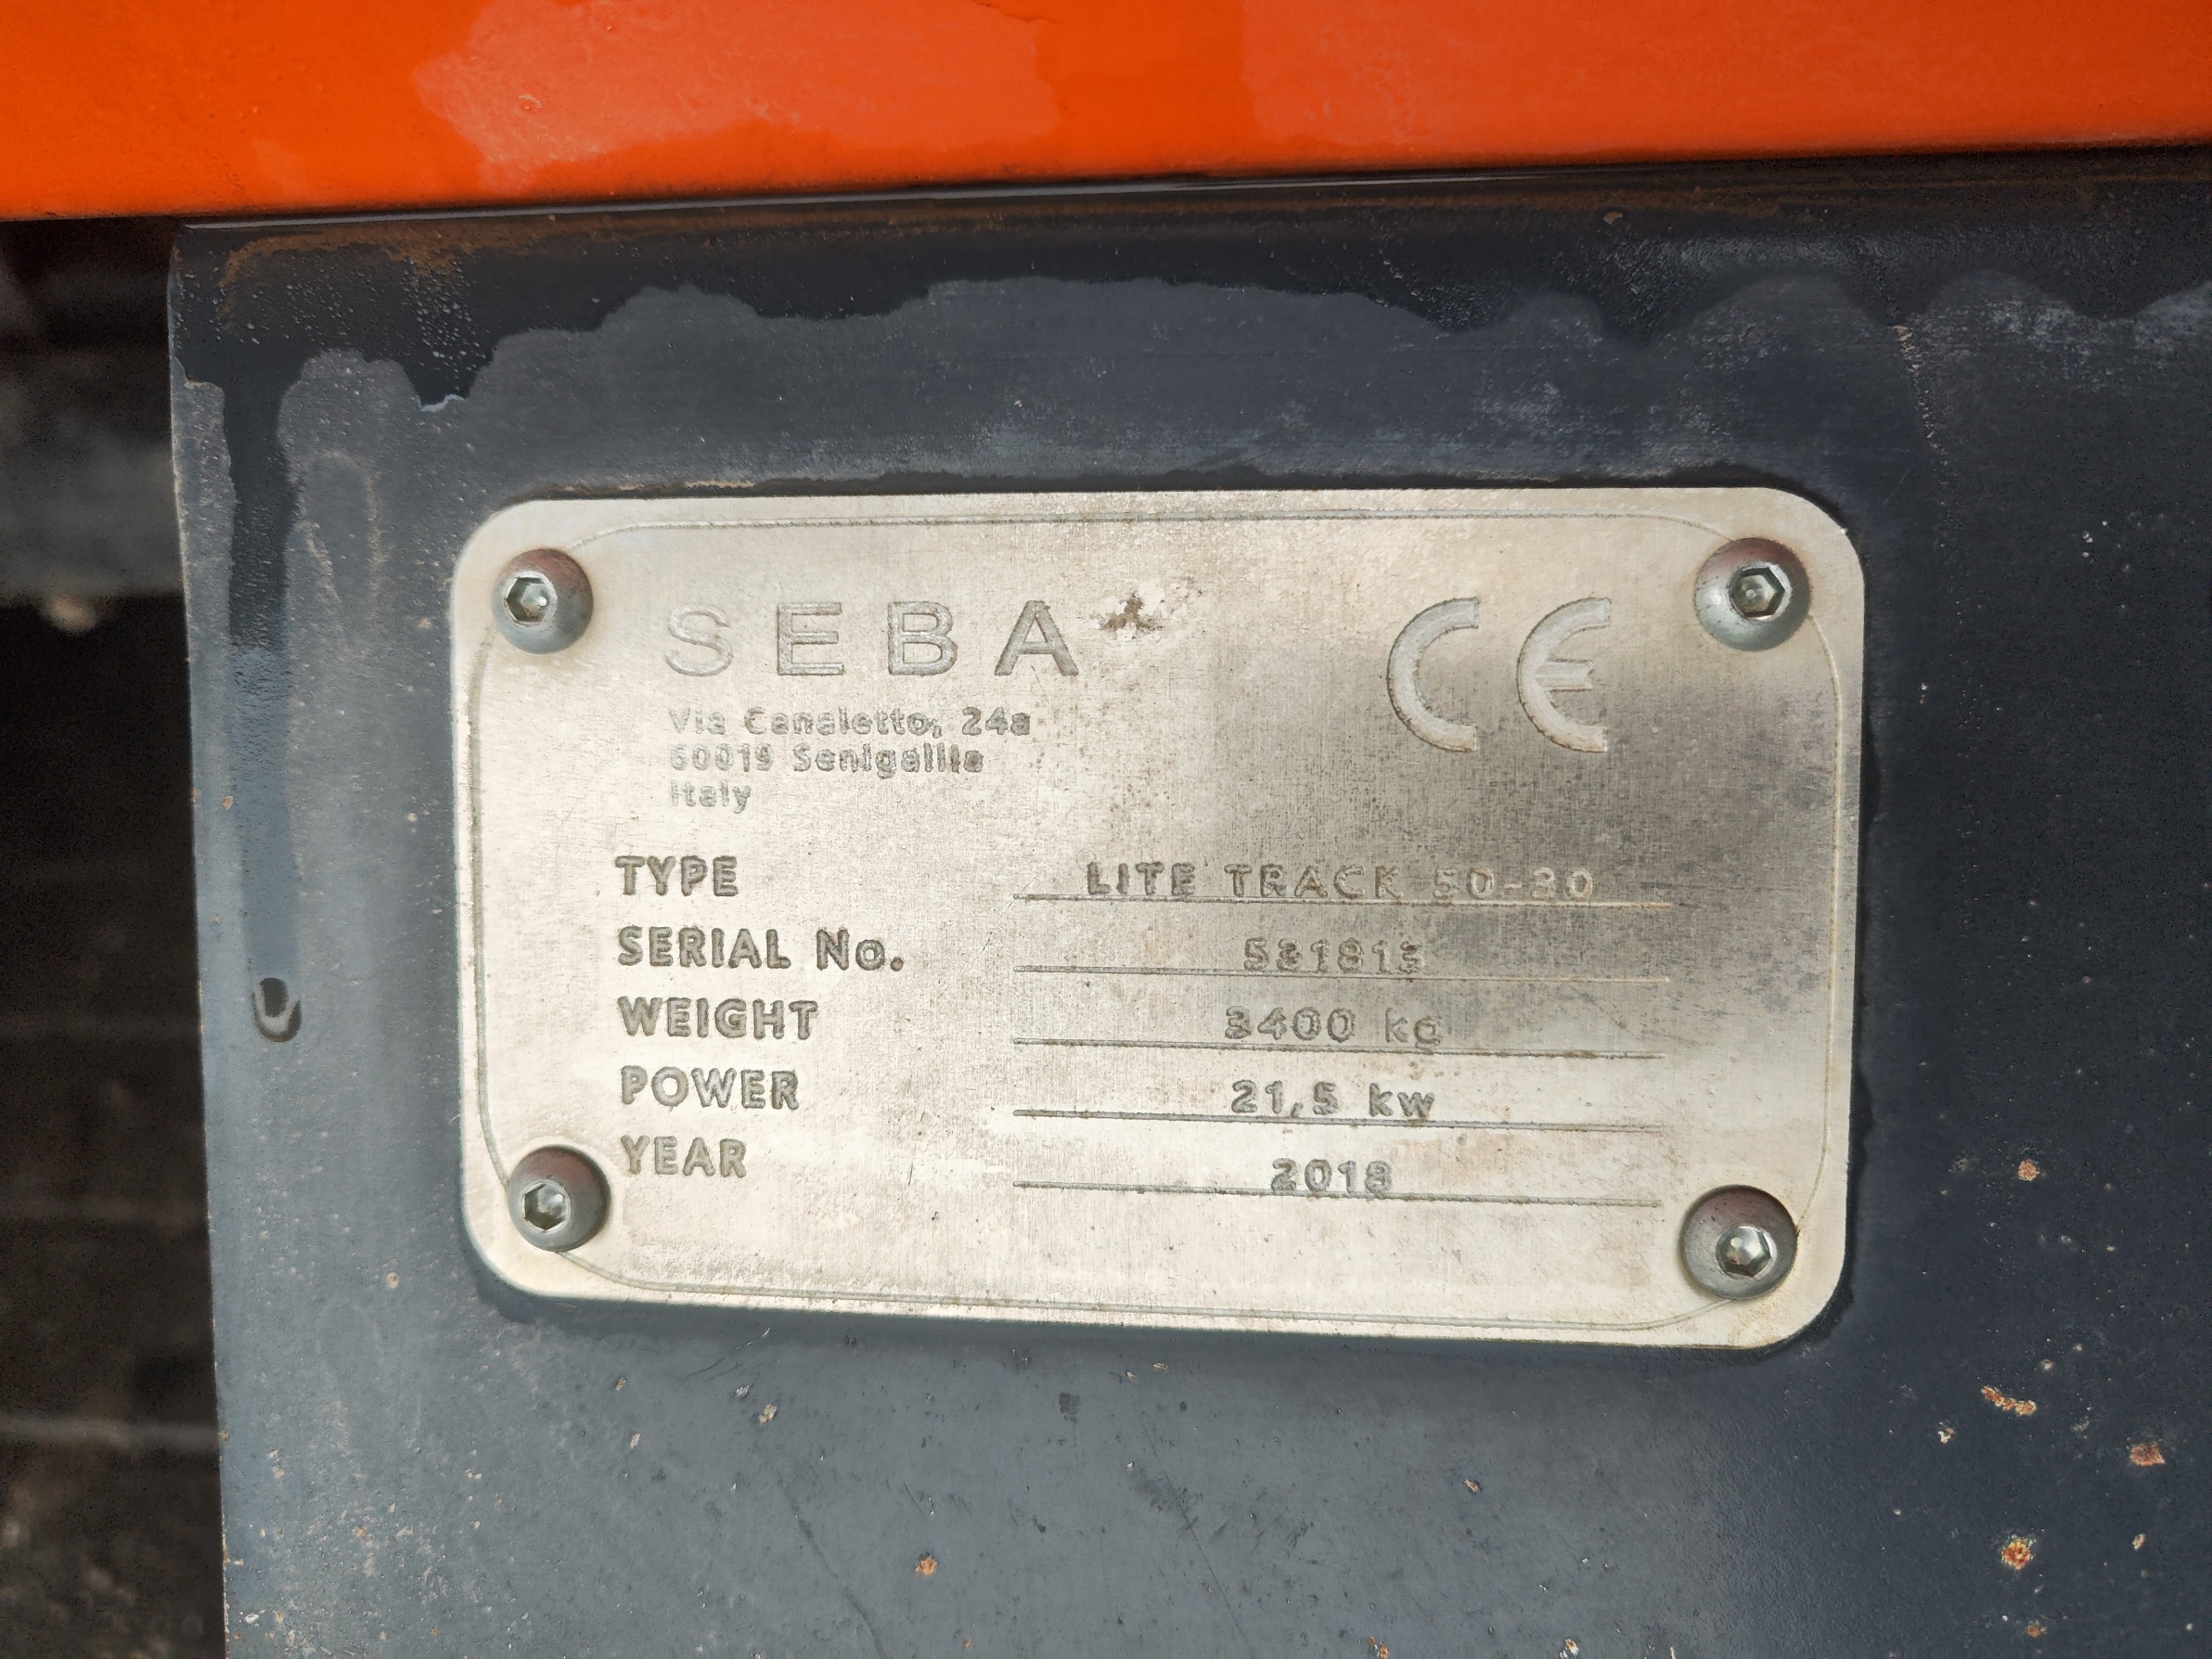 SEBA
CE
Via Canaletto, 24a
60019 Senigallia
Italy
TYPE LITE TRACK 50-30
SERIAL No.
WEIGHT 3400 kg
POWER 21,5 kw
YEAR 2018